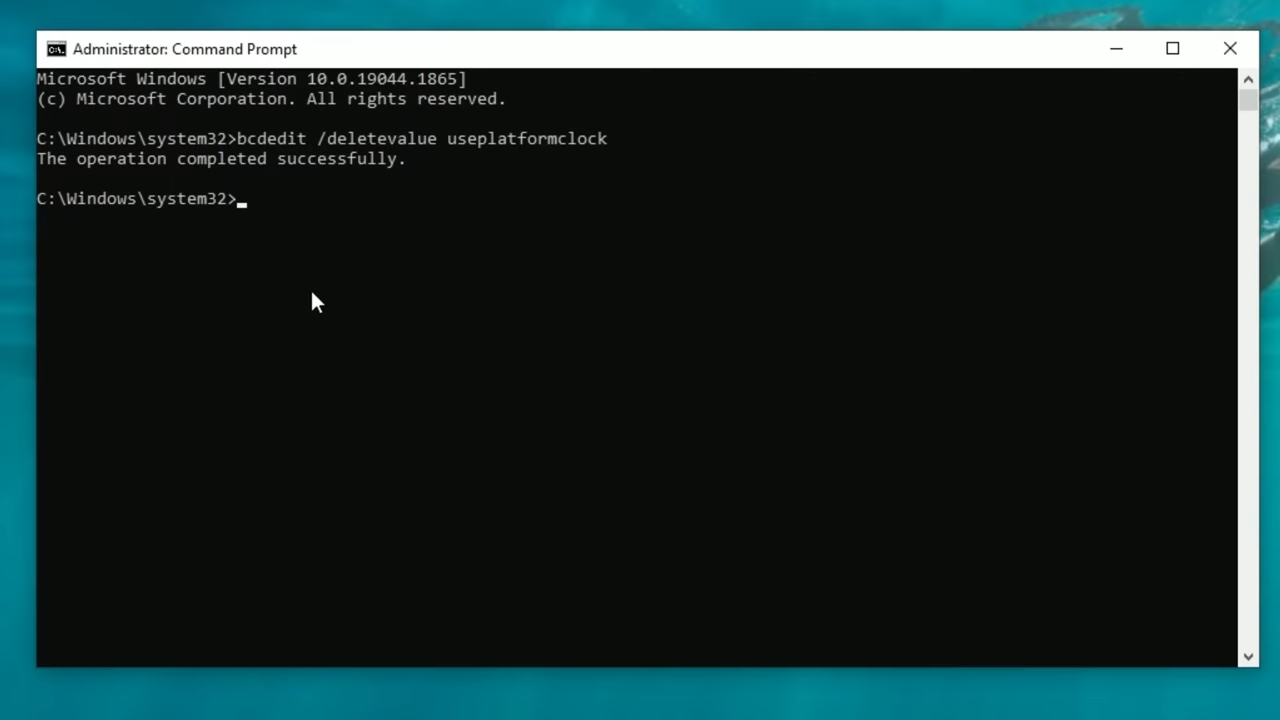 Administrator: Command Prompt
Microsoft Windows [Version 10.0.19044.1865]
(c) Microsoft Corporation. All rights reserved.
C:\Windows\system32>bcdedit /deletevalue useplatformclock
The operation completed successfully.
C:\Windows\system32>